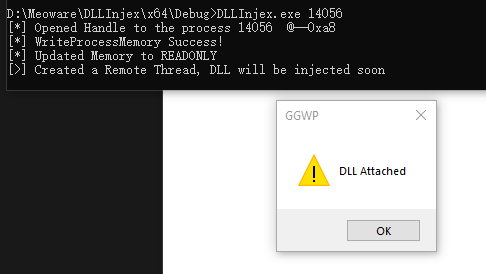 D:\Meoware\DLLInjex\x64\Debug>DLLInjex.exe 14056
[*] Opened Handle to the process 14056  @--0xa8
[*] WriteProcessMemory Success!
[*] Updated Memory to READONLY
[>] Created a Remote Thread, DLL will be injected soon
GGWP
DLL Attached
OK